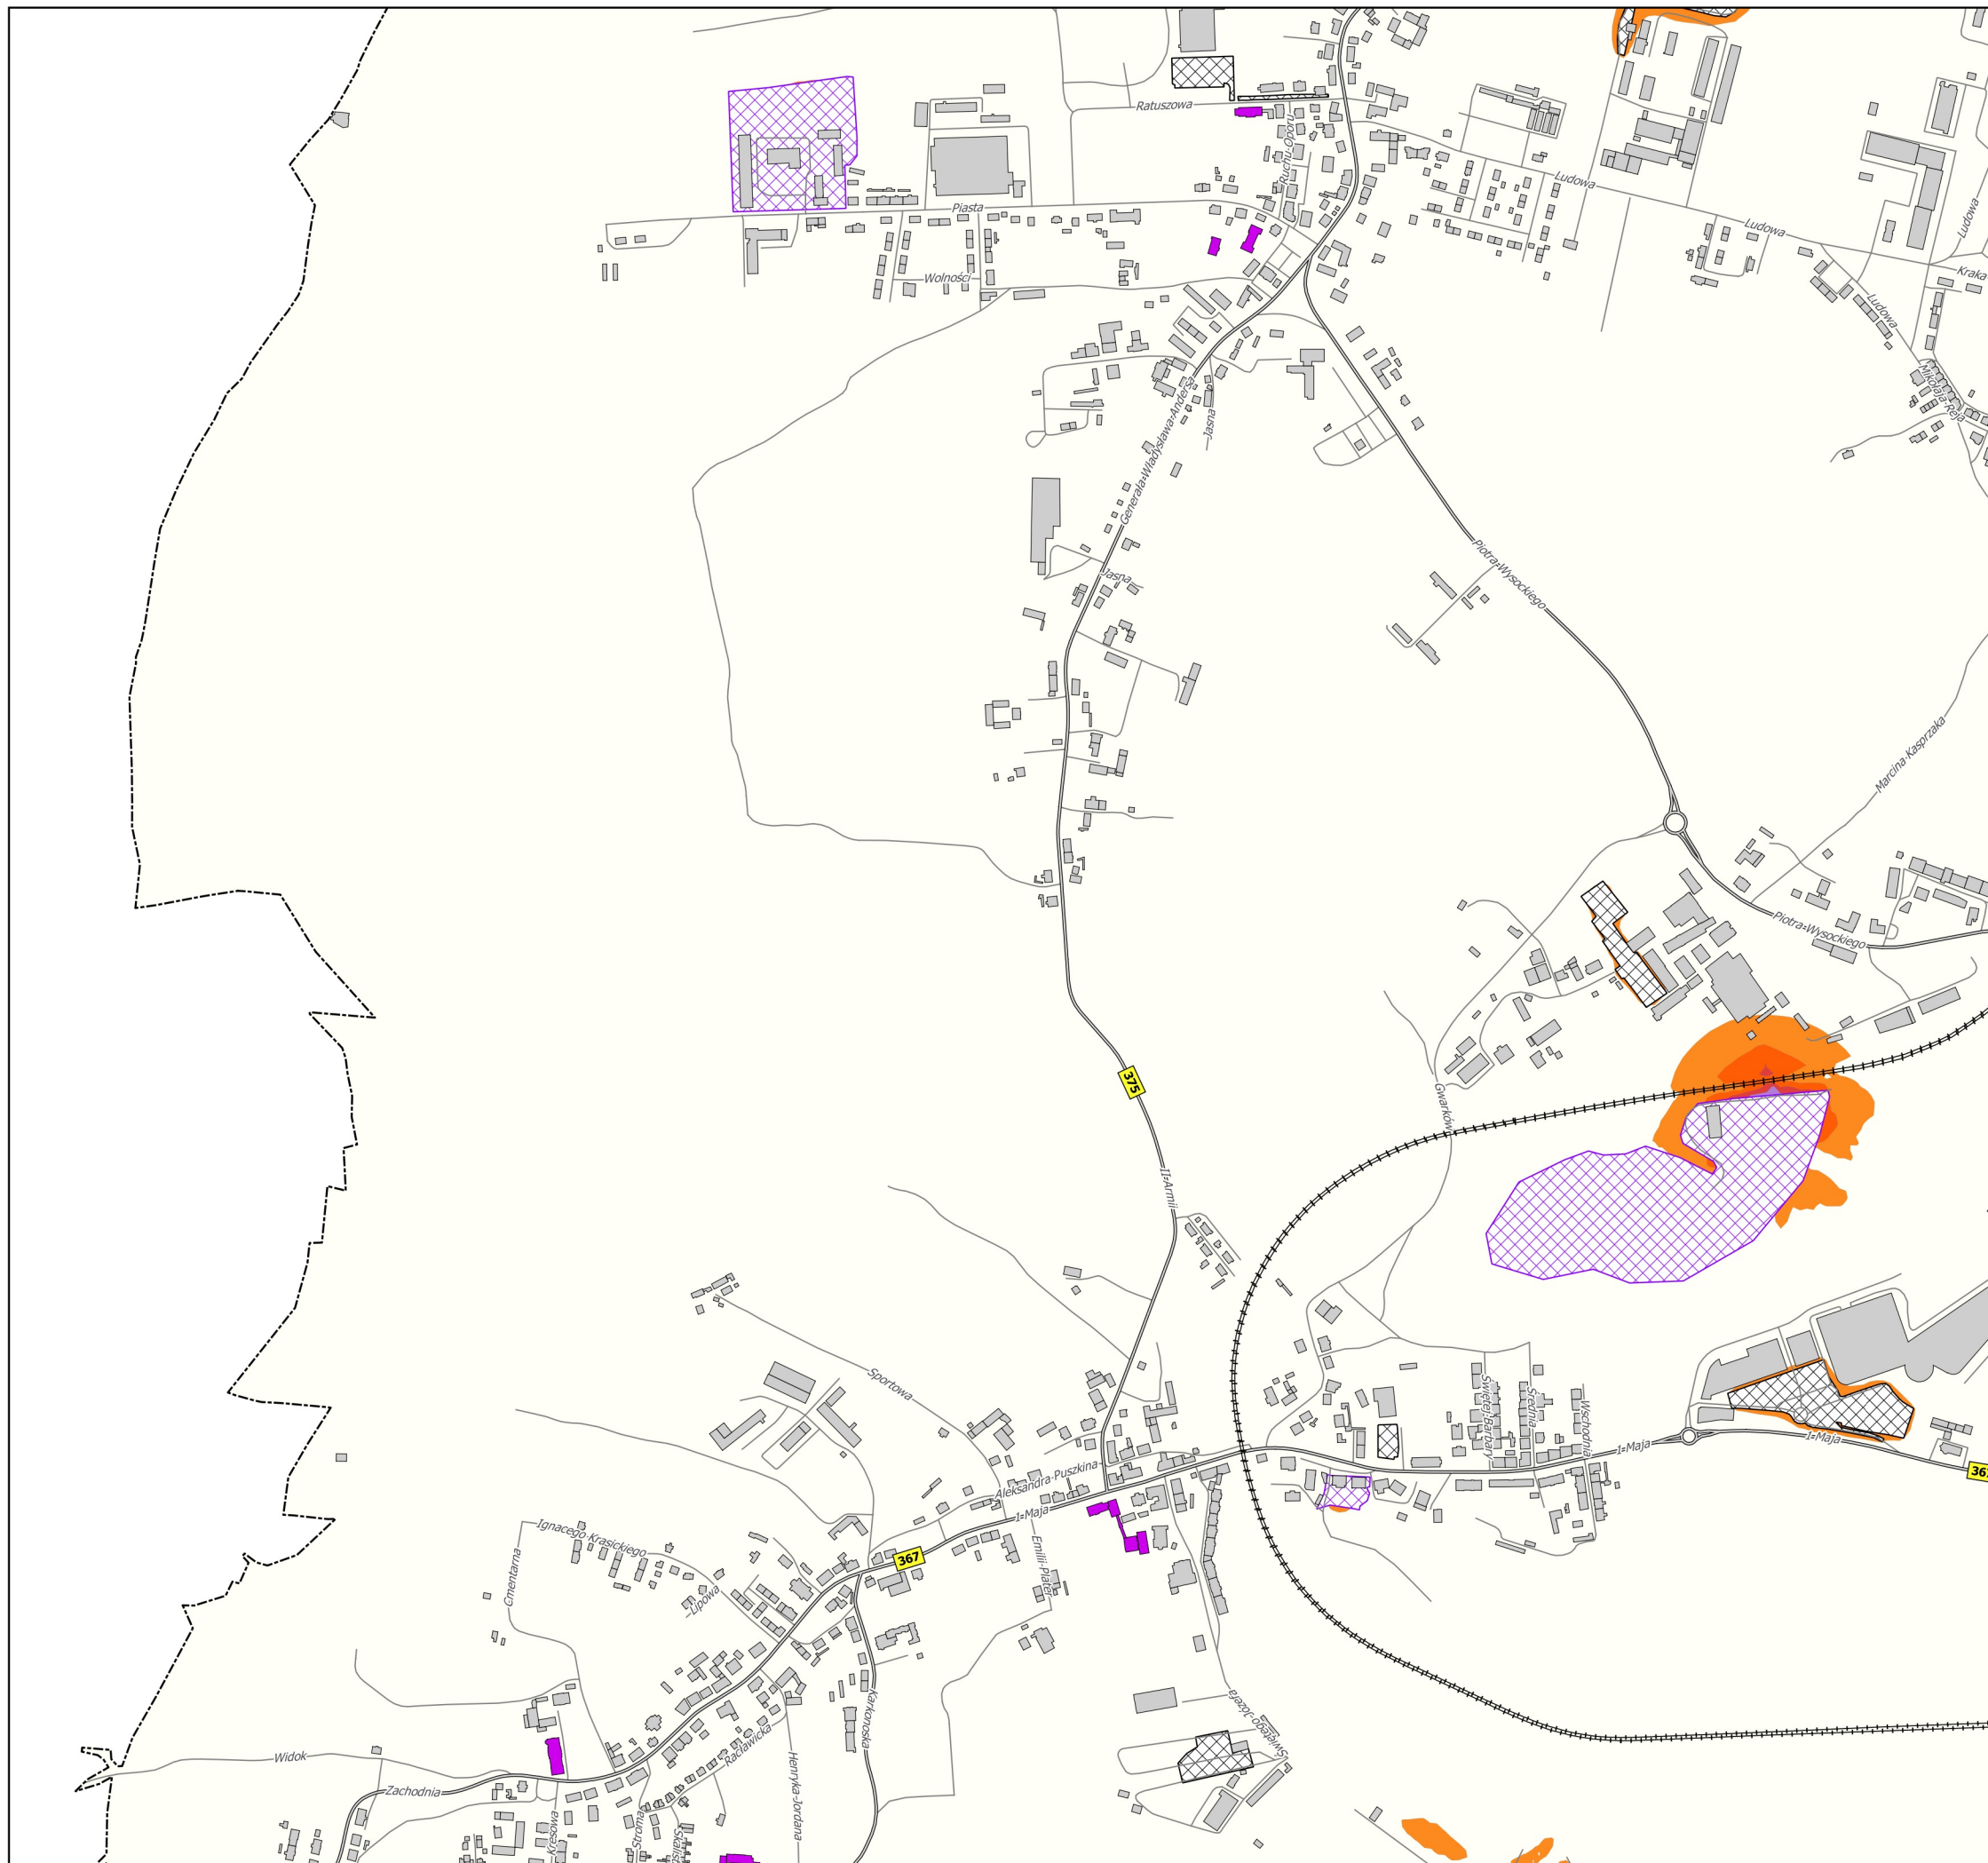 Ratuszowa
Ruchu-Oporu
Ludowa
Ludowa
Ludowa
Piasta
Kraka
Wolności
Ludowa
Mikołaja-Reja
Generała-Władysława-Andersa
Jasna
Piotra-Wysockiego
Jasna
Marcina-Kasprzaka
Piotra-Wysockiego
375
Gwarków
II-Armii
Sportowa
Świętej-Barbary
Średnia
Wschodnia
1-Maja
1-Maja
367
Aleksandra-Puszkina
1-Maja
Ignacego-Krasickiego
367
Cmentarna
Emilii-Plater
Lipowa
Karkonoska
Świętego-Józefa
Racławicka
Widok
Henryka-Jordana
Zachodnia
Kresowa
Stroma